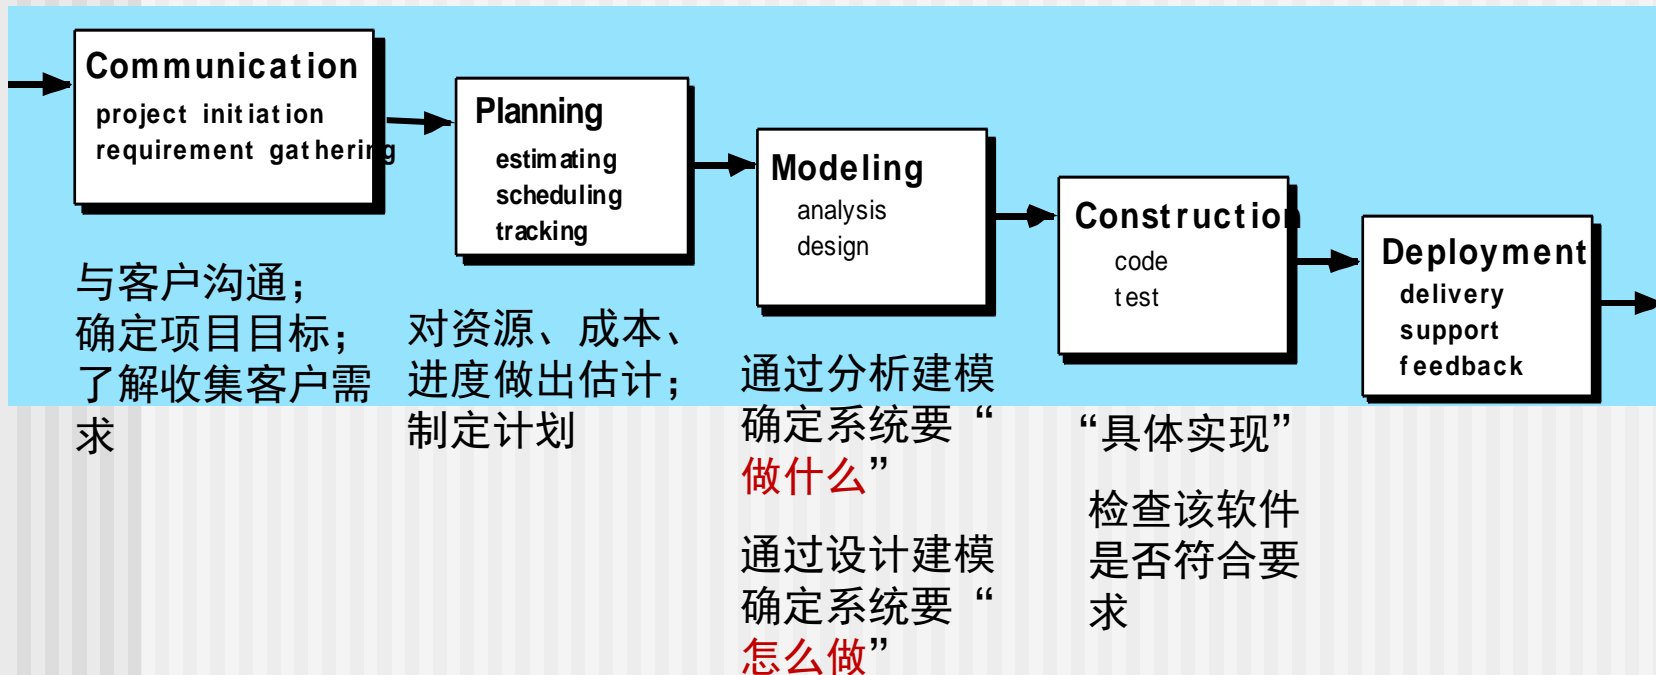 Communication
project initiation
requirement gathering
Planning
estimating
scheduling
tracking
Modeling
analysis
design
Construction
code
test
Deployment
delivery
support
feedback
与客户沟通；
确定项目目标；
了解收集客户需
求
对资源、成本、
进度做出估计；
制定计划
通过分析建模
确定系统要“
做什么”
通过设计建模
确定系统要“
怎么做”
“具体实现”
检查该软件
是否符合要
求